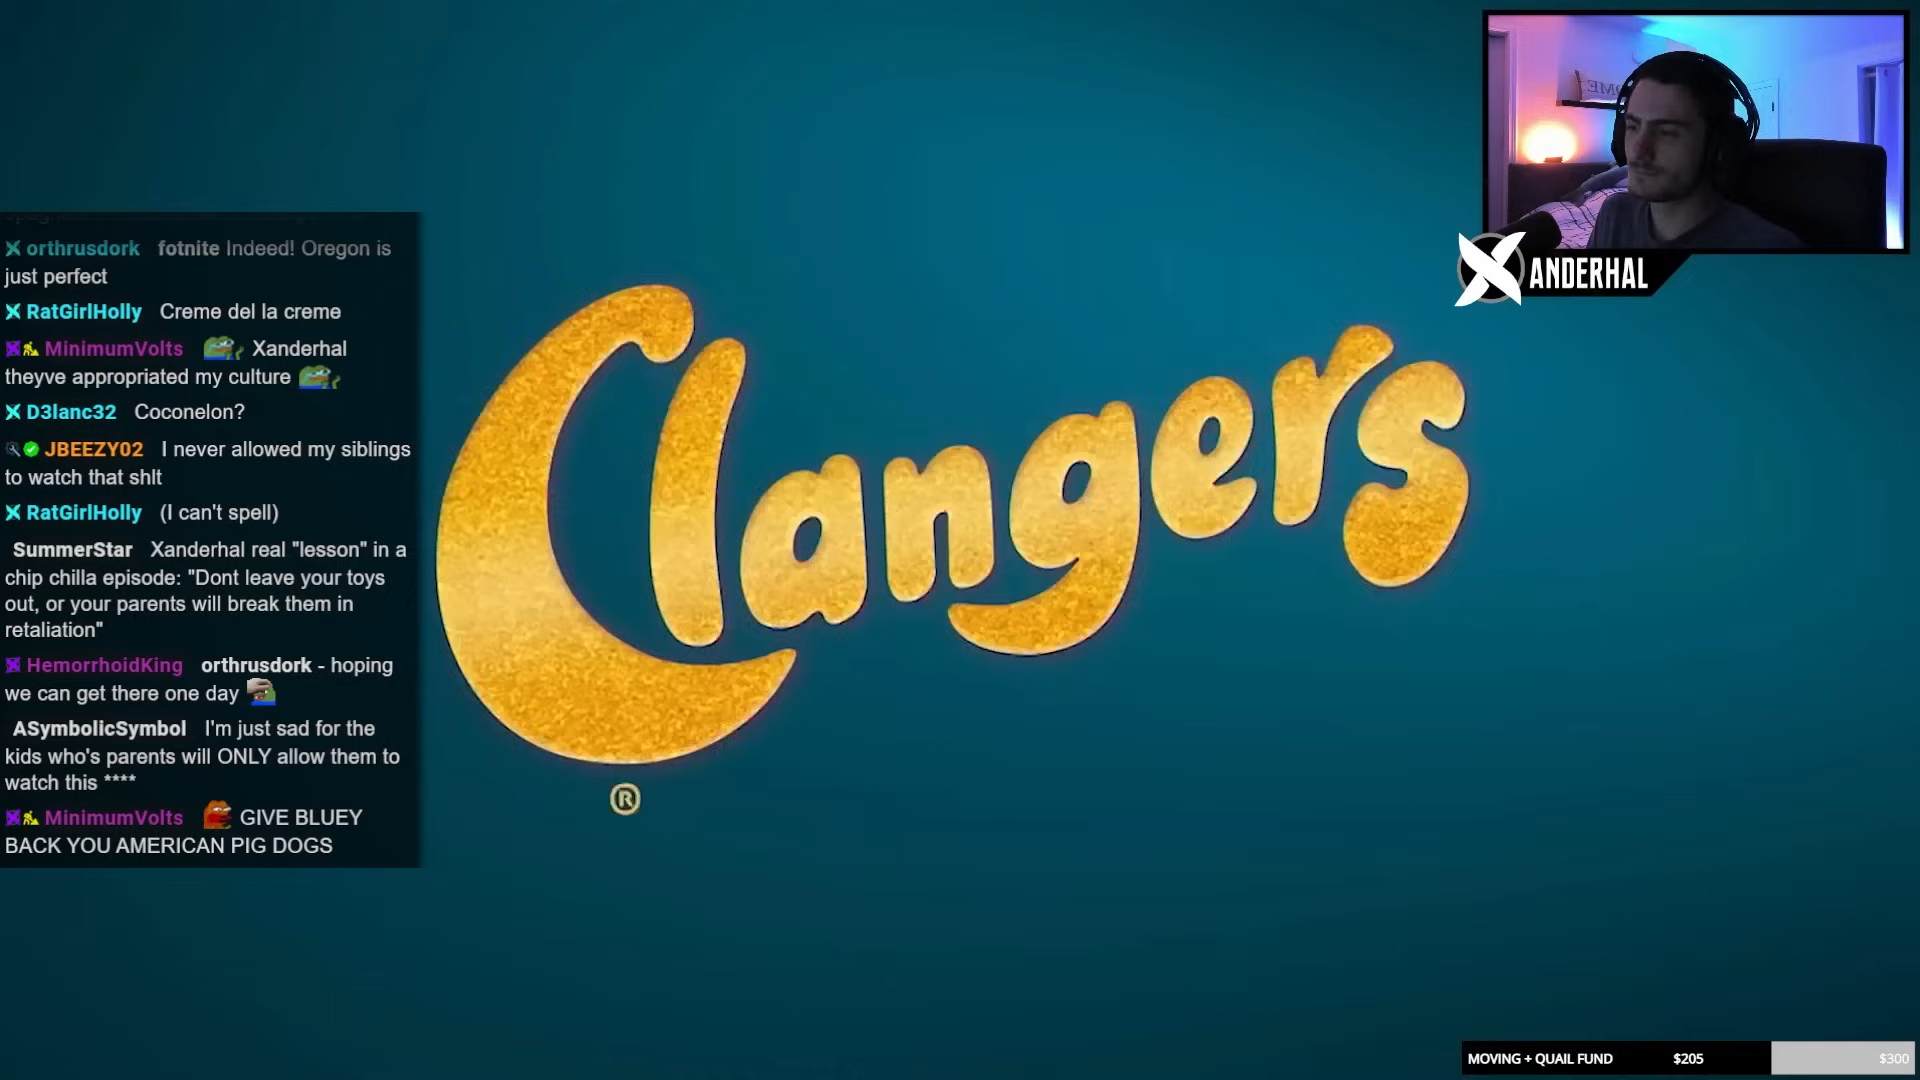 orthrusdork fotnite Indeed! Oregon is
just perfect
RatGirlHolly Creme del la creme
MinimumVolts Xanderhal
theyve appropriated my culture
D3lanc32 Coconelon?
JBEEZY02 I never allowed my siblings
to watch that shlt
RatGirlHolly (I can't spell)
SummerStar Xanderhal real "lesson" in a
chip chilla episode: "Dont leave your toys
out, or your parents will break them in
retaliation"
HemorrhoidKing orthrusdork - hoping
we can get there one day
ASymbolicSymbol I'm just sad for the
kids who's parents will ONLY allow them to
watch this ****
MinimumVolts GIVE BLUEY
BACK YOU AMERICAN PIG DOGS
Clangers
®
XANDERHAL
MOVING + QUAIL FUND $205 $300